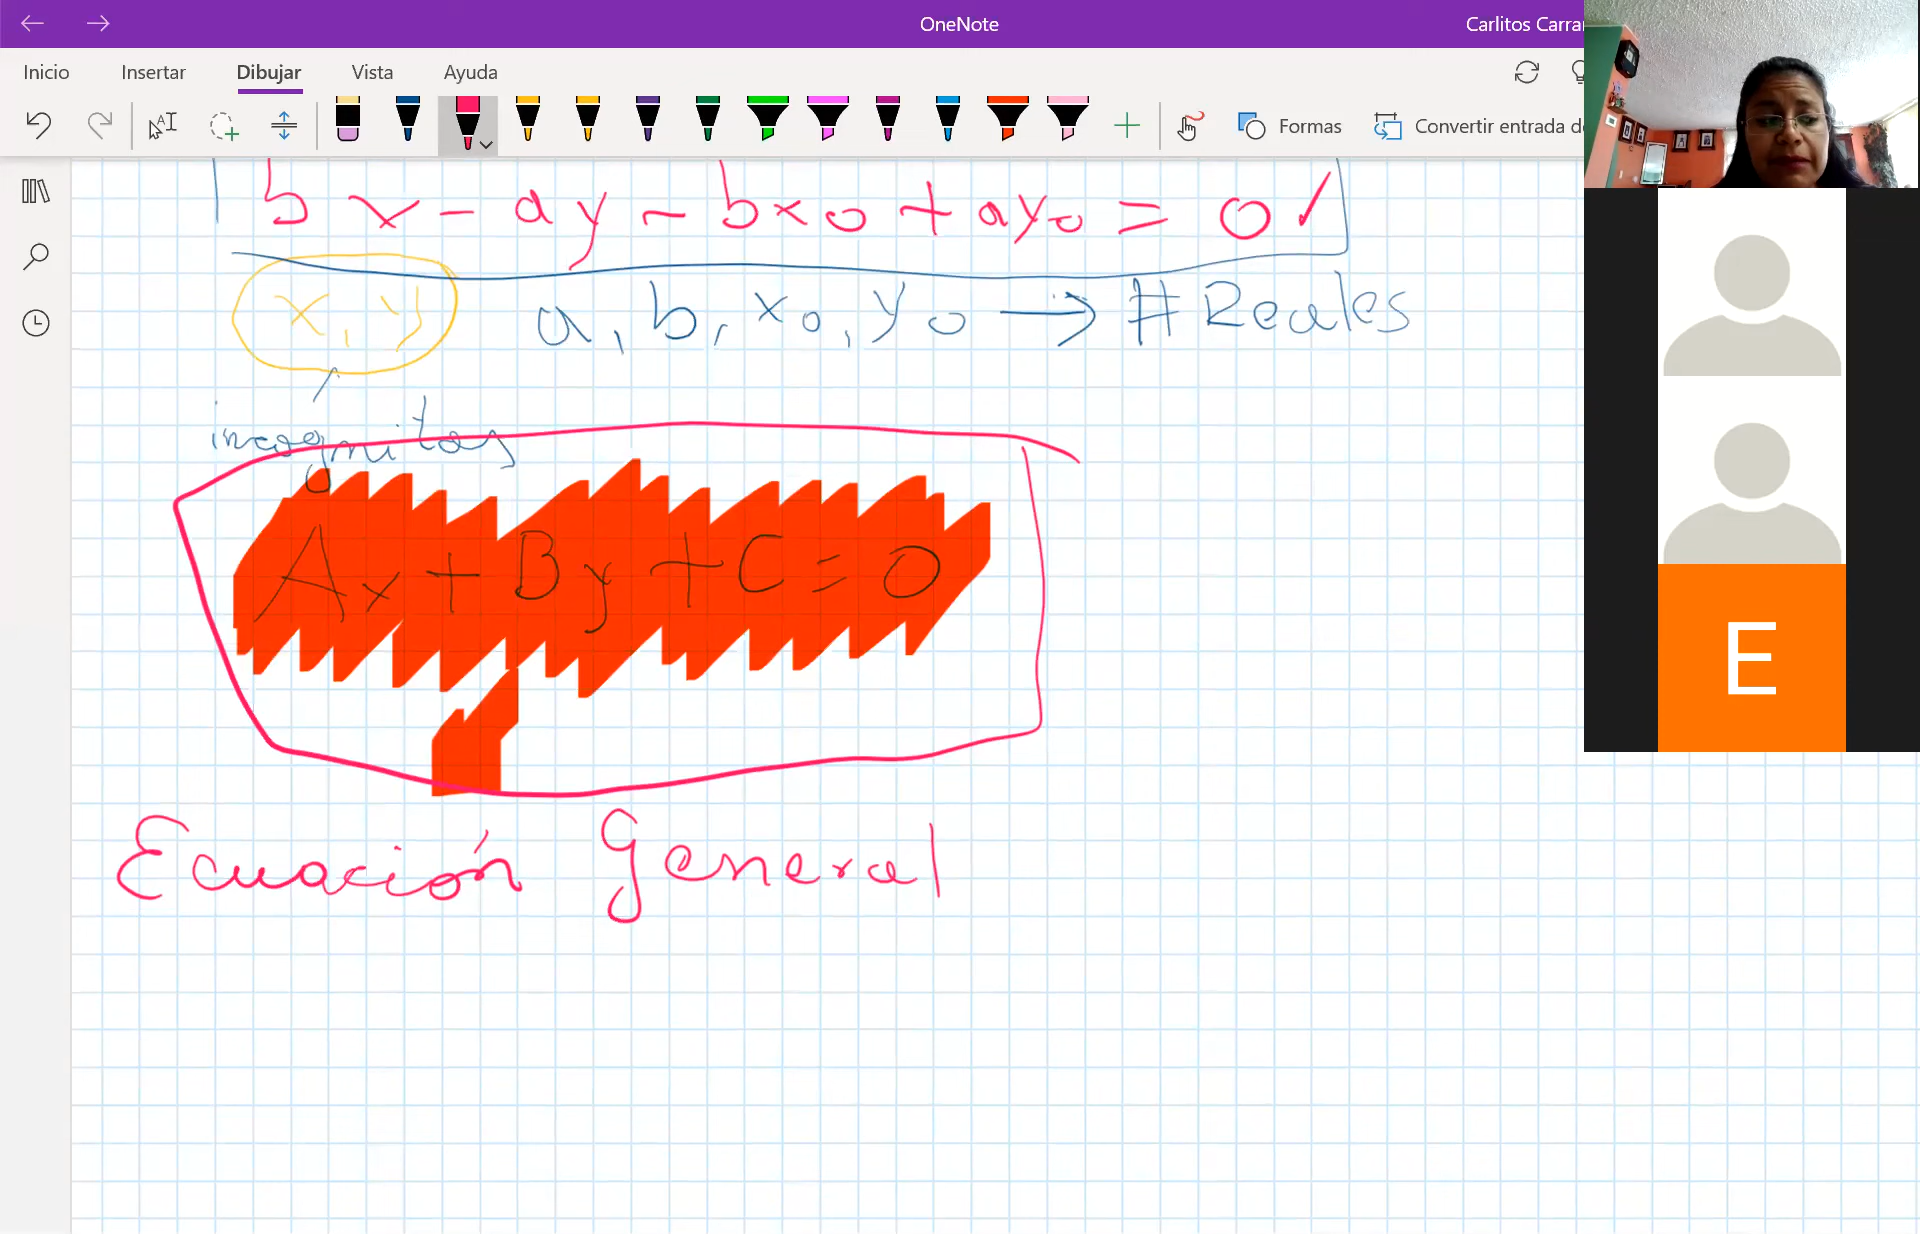 OneNote
Carlitos Carra
Inicio Insertar Dibujar Vista Ayuda
Formas Convertir entrada d
bx - ay - bx₀ + ay₀ = 0
x, y a, b, x₀, y₀ → # Reales
incógnitas
Ax + By + C = 0
Ecuación General
E